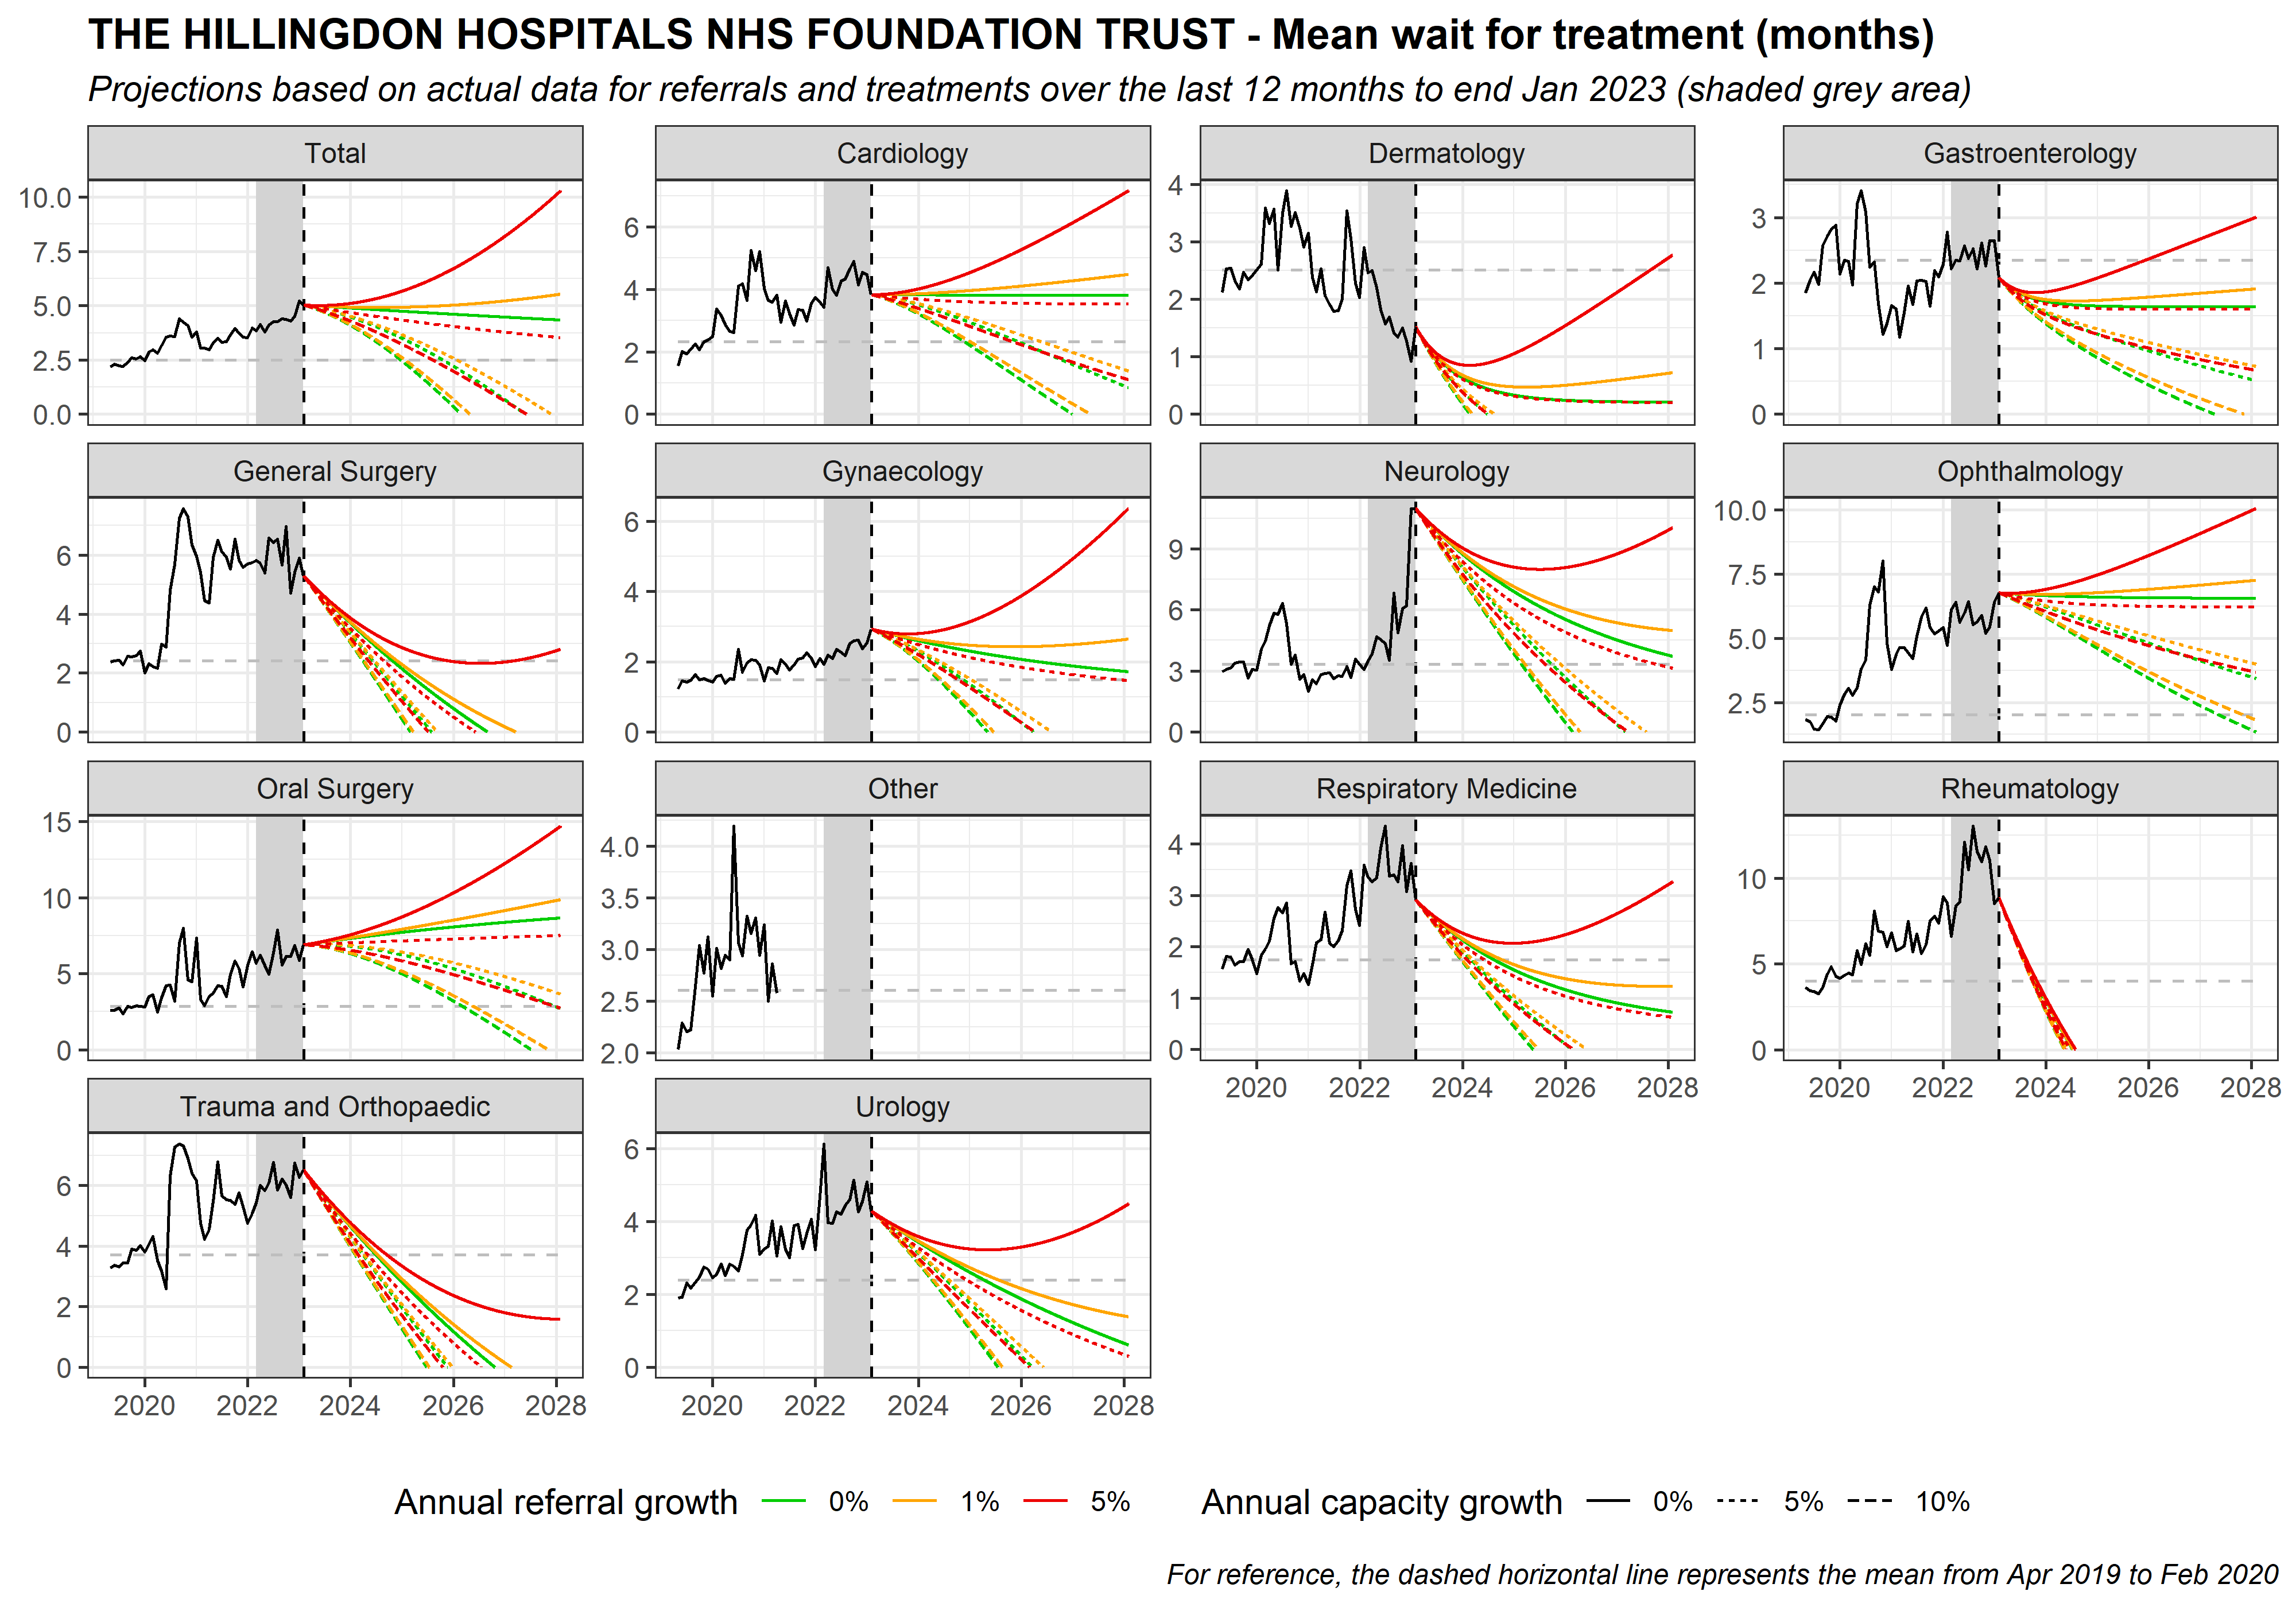 THE HILLINGDON HOSPITALS NHS FOUNDATION TRUST - Mean wait for treatment (months)
Projections based on actual data for referrals and treatments over the last 12 months to end Jan 2023 (shaded grey area)
Total
10.0
7.5
5.0
2.5
0.0
Cardiology
6
4
2
0
Dermatology
4
3
2
1
0
Gastroenterology
3
2
1
0
General Surgery
6
4
2
0
Gynaecology
6
4
2
0
Neurology
9
6
3
0
Ophthalmology
10.0
7.5
5.0
2.5
Oral Surgery
15
10
5
0
Other
4.0
3.5
3.0
2.5
2.0
Respiratory Medicine
4
3
2
1
0
2020 2022 2024 2026 2028
Rheumatology
10
5
0
2020 2022 2024 2026 2028
Trauma and Orthopaedic
6
4
2
0
2020 2022 2024 2026 2028
Urology
6
4
2
0
2020 2022 2024 2026 2028
Annual referral growth 0% 1% 5% Annual capacity growth 0% 5% 10%
For reference, the dashed horizontal line represents the mean from Apr 2019 to Feb 2020